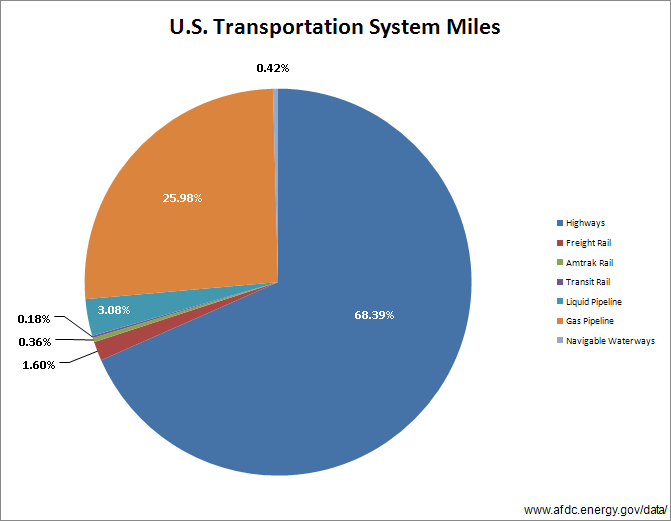 U.S. Transportation System Miles
0.42%
25.98%
68.39%
3.08%
0.18%
0.36%
1.60%
Highways
Freight Rail
Amtrak Rail
Transit Rail
Liquid Pipeline
Gas Pipeline
Navigable Waterways
www.afdc.energy.gov/data/